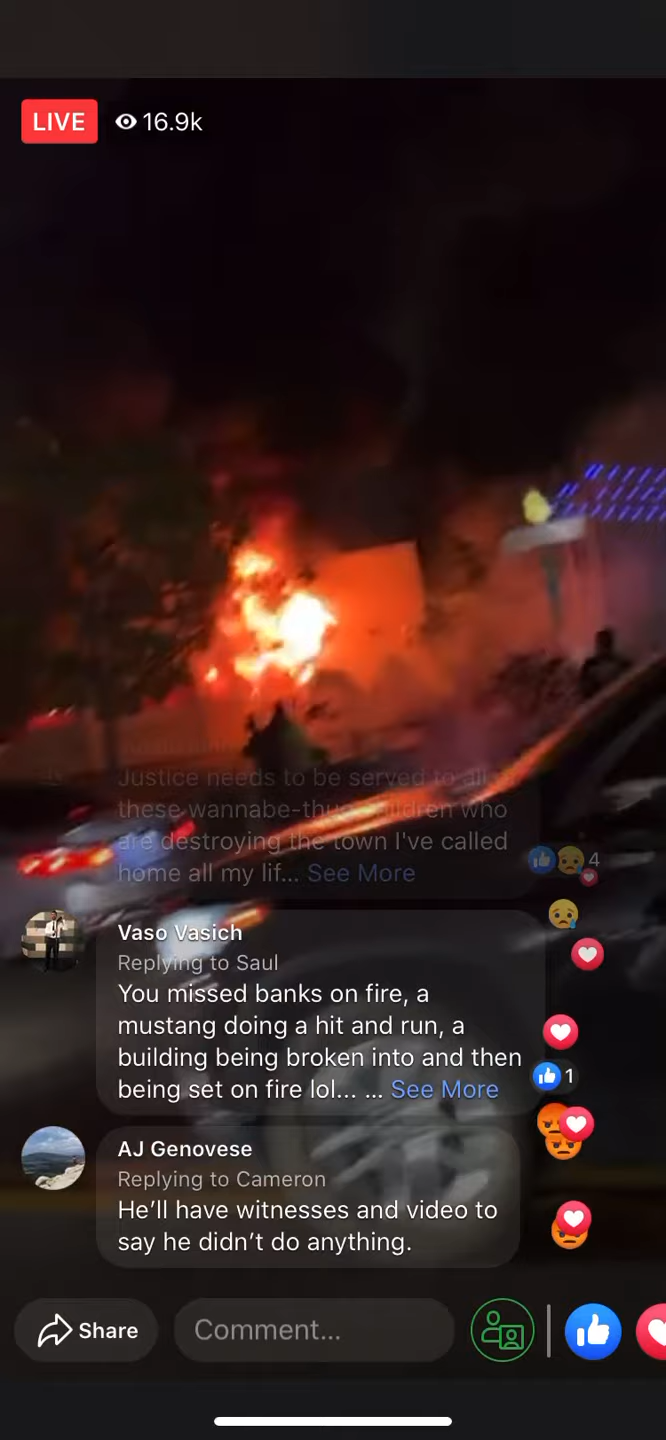 LIVE 16.9k
Justice needs to be served to all
these wannabe-thug children who
are destroying the town I've called
home all my lif... See More
4
Vaso Vasich
Replying to Saul
You missed banks on fire, a
mustang doing a hit and run, a
building being broken into and then
being set on fire lol... ... See More
1
AJ Genovese
Replying to Cameron
He’ll have witnesses and video to
say he didn’t do anything.
Share Comment...